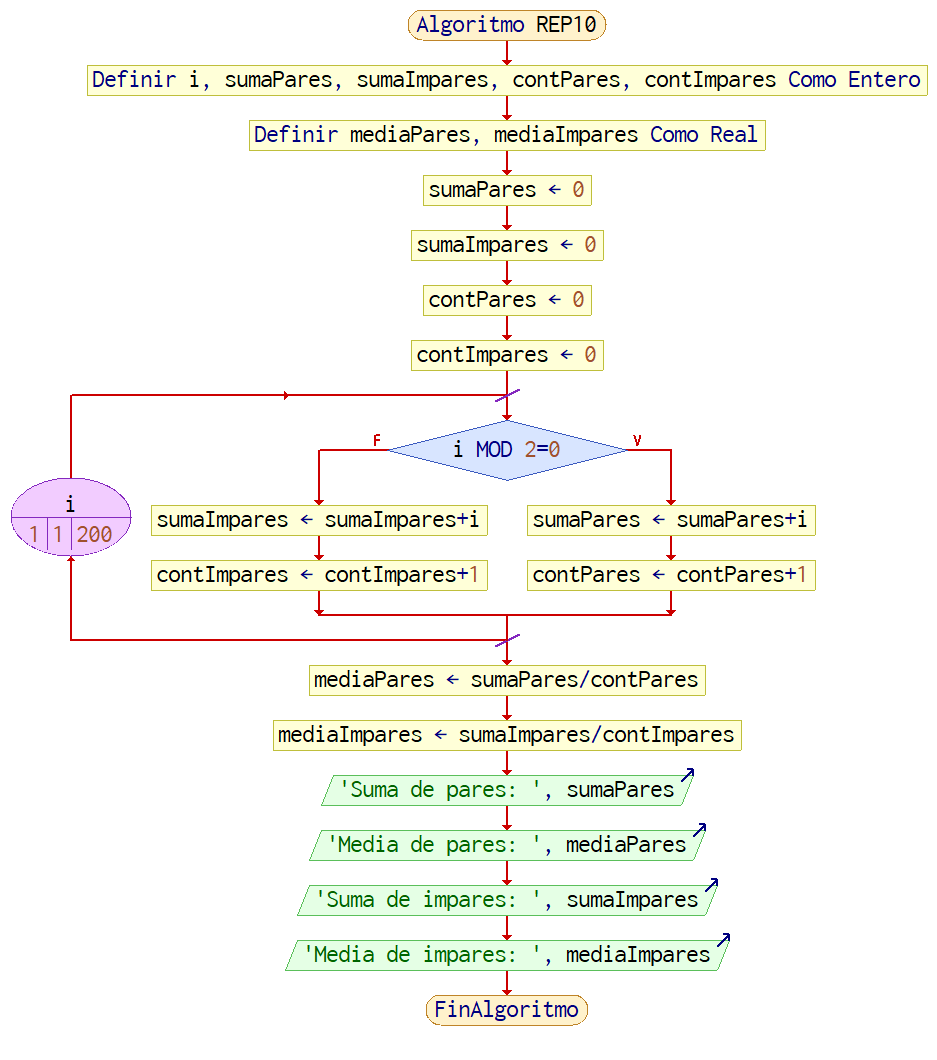 Algoritmo REP10
Definir i, sumaPares, sumaImpares, contPares, contImpares Como Entero
Definir mediaPares, mediaImpares Como Real
sumaPares ← 0
sumaImpares ← 0
contPares ← 0
contImpares ← 0
F
V
i MOD 2=0
i
1 1 200
sumaImpares ← sumaImpares+i
sumaPares ← sumaPares+i
contImpares ← contImpares+1
contPares ← contPares+1
mediaPares ← sumaPares/contPares
mediaImpares ← sumaImpares/contImpares
'Suma de pares: ', sumaPares
'Media de pares: ', mediaPares
'Suma de impares: ', sumaImpares
'Media de impares: ', mediaImpares
FinAlgoritmo